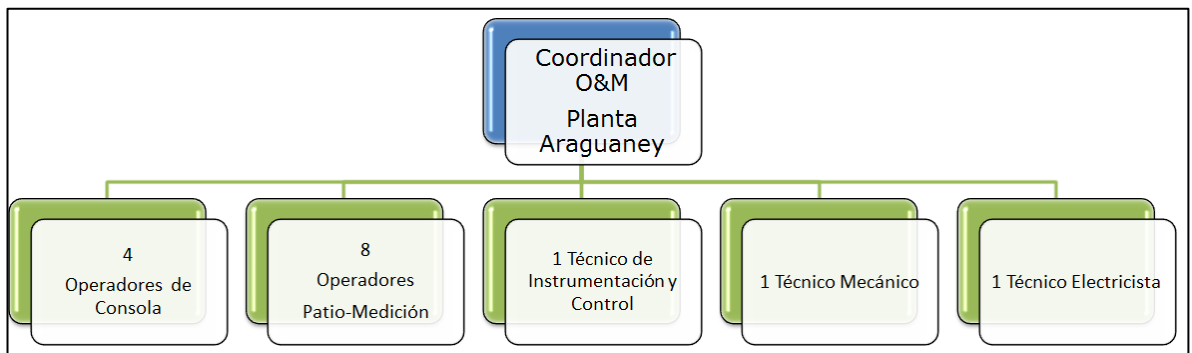 Coordinador
O&M
Planta
Araguaney
4
Operadores de
Consola
8
Operadores
Patio-Medición
1 Técnico de
Instrumentación y
Control
1 Técnico Mecánico
1 Técnico Electricista